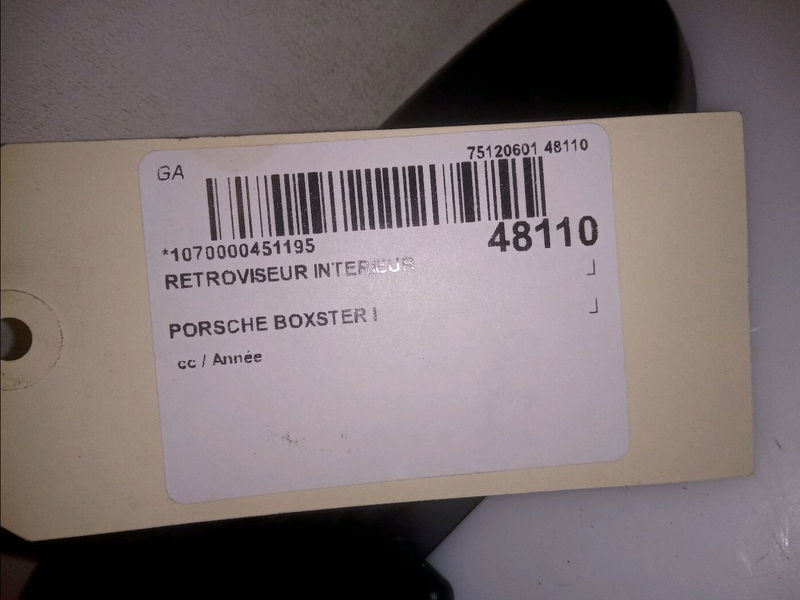 GA
75120601 48110
*1070000451195
48110
RETROVISEUR INTERIEUR
PORSCHE BOXSTER I
cc / Année